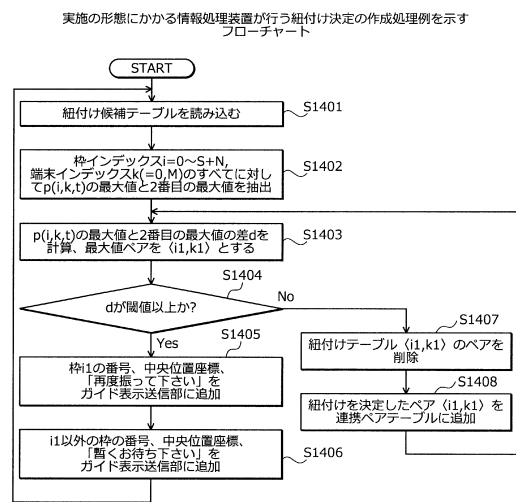 実施の形態にかかる情報処理装置が行う紐付け決定の作成処理例を示す
フローチャート
START
紐付け候補テーブルを読み込む
S1401
枠インデックスi=0～S+N,
端末インデックスk(=0,M)のすべてに対し
てp(i,k,t)の最大値と2番目の最大値を抽出
S1402
p(i,k,t)の最大値と2番目の最大値の差dを
計算、最大値ペアを〈i1,k1〉とする
S1403
dが閾値以上か?
S1404
No
Yes
S1405
枠i1の番号、中央位置座標、
「再度振って下さい」を
ガイド表示送信部に追加
i1以外の枠の番号、中央位置座標、
「暫くお待ち下さい」を
ガイド表示送信部に追加
S1406
S1407
紐付けテーブル〈i1,k1〉のペアを
削除
S1408
紐付けを決定したペア〈i1,k1〉を
連携ペアテーブルに追加